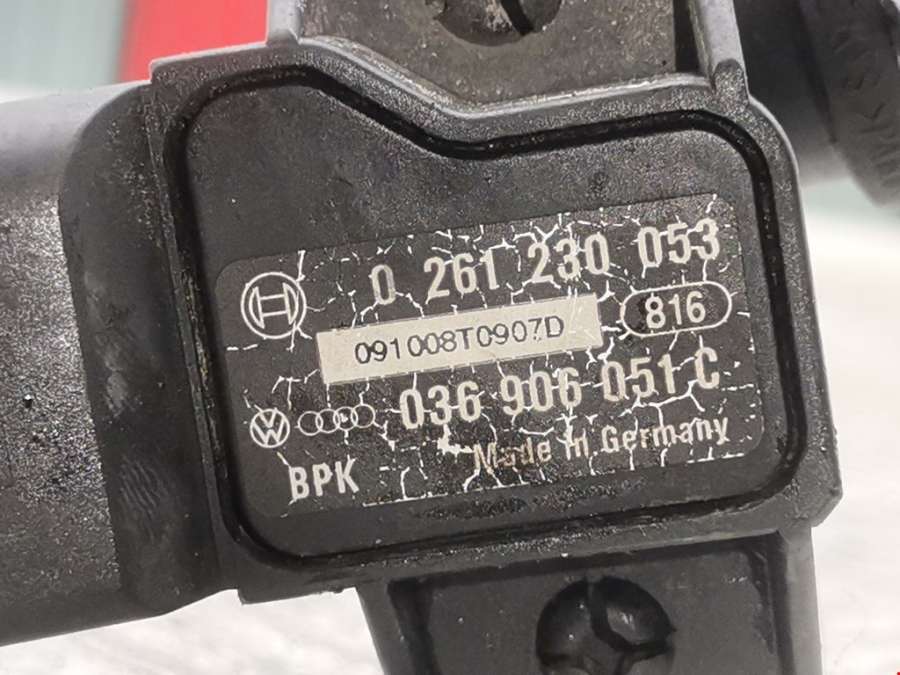 0 261 230 053
091008T0907D
816
036 906 051 C
Made in Germany
BPK